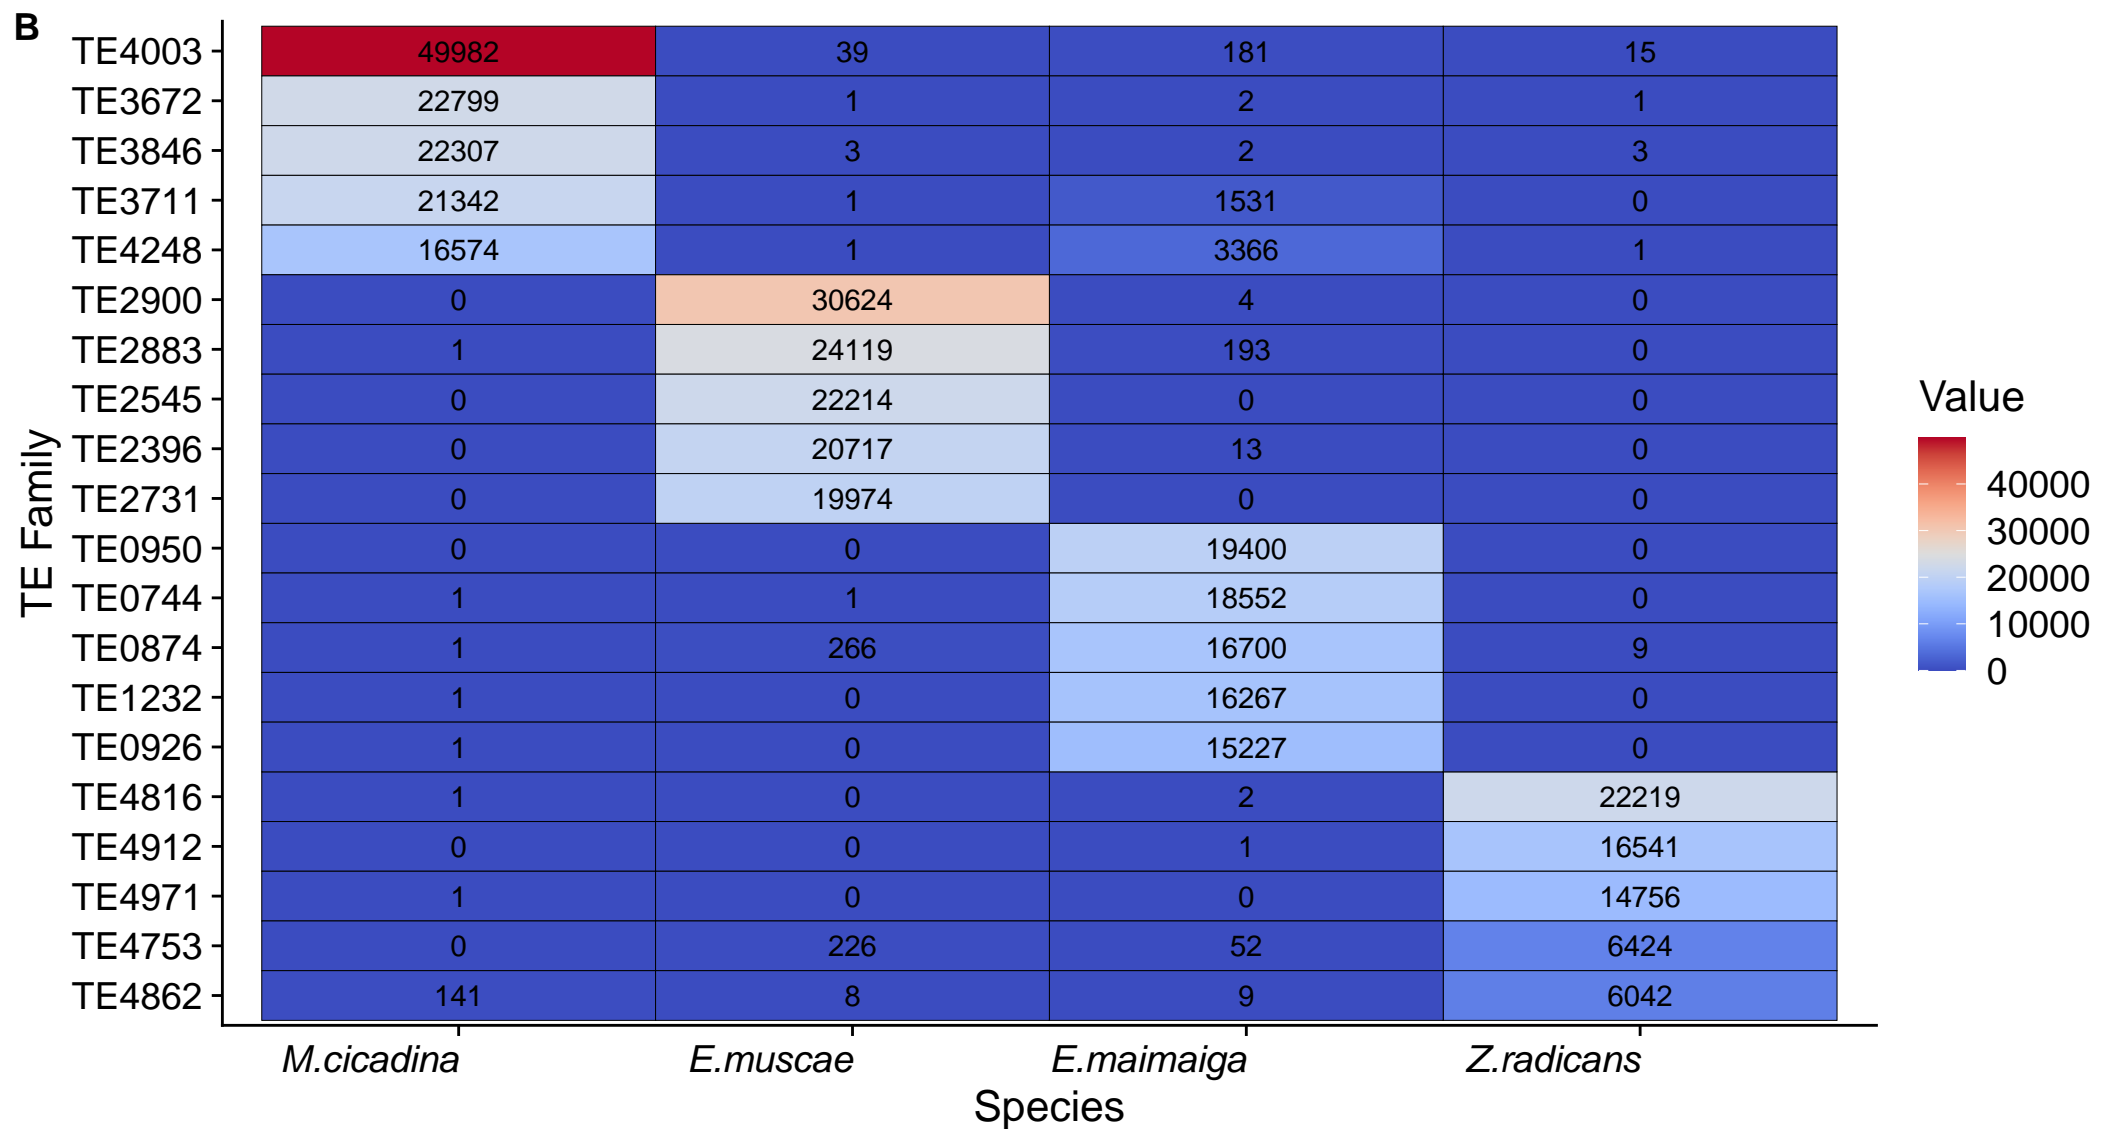 B
TE4003 49982 39 181 15
TE3672 22799 1 2 1
TE3846 22307 3 2 3
TE3711 21342 1 1531 0
TE4248 16574 1 3366 1
TE2900 0 30624 4 0
TE2883 1 24119 193 0
TE2545 0 22214 0 0
TE2396 0 20717 13 0
TE2731 0 19974 0 0
TE0950 0 0 19400 0
TE0744 1 1 18552 0
TE0874 1 266 16700 9
TE1232 1 0 16267 0
TE0926 1 0 15227 0
TE4816 1 0 2 22219
TE4912 0 0 1 16541
TE4971 1 0 0 14756
TE4753 0 226 52 6424
TE4862 141 8 9 6042
M.cicadina E.muscae E.maimaiga Z.radicans
Species
TE Family
Value
40000
30000
20000
10000
0